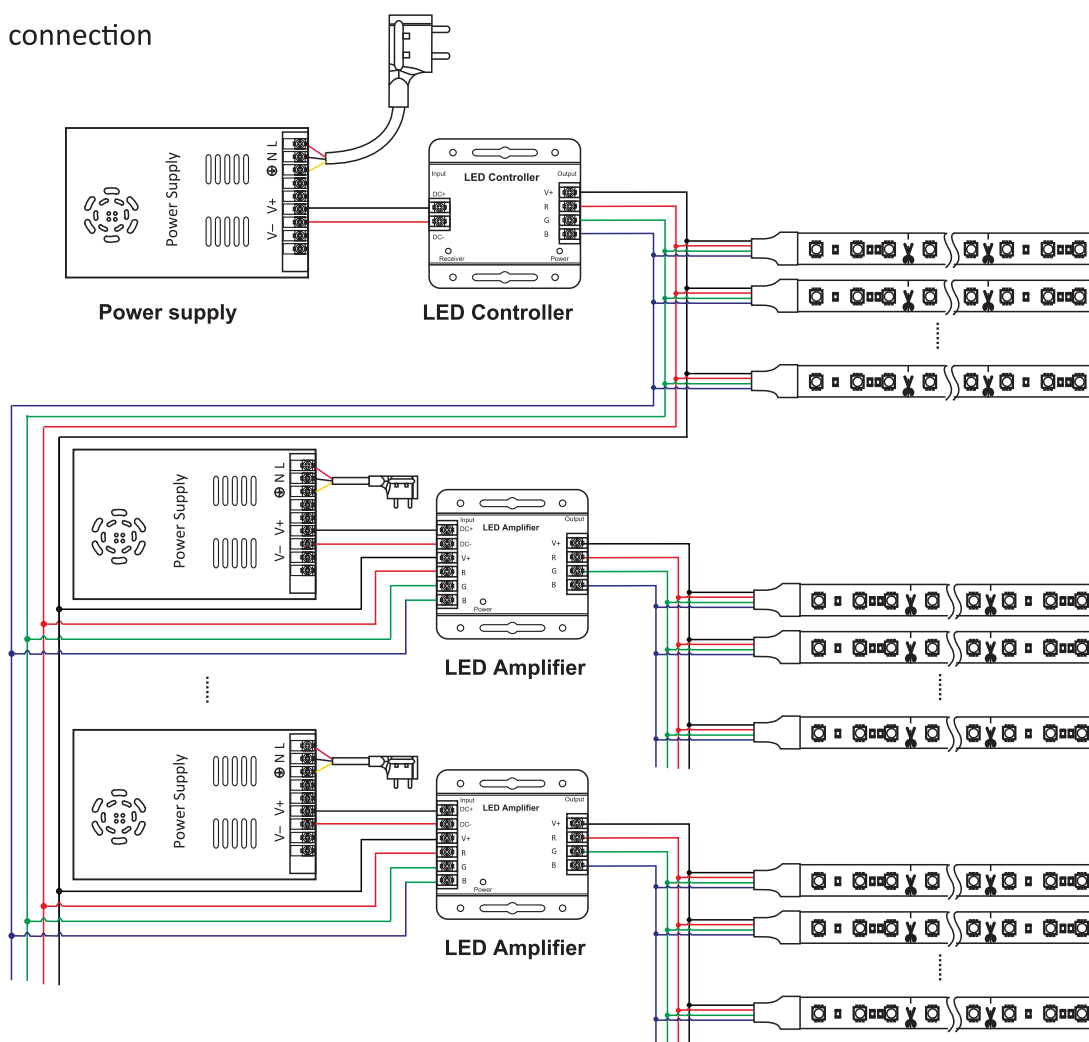 connection
Power Supply
L
N
V+
V−
Power supply
LED Controller
Input
Output
DC+
DC-
V+
R
G
B
Receiver
Power
LED Controller
Power Supply
L
N
V+
V−
Input
Output
LED Amplifier
DC+
DC-
V+
R
G
B
V+
R
G
B
Power
LED Amplifier
Power Supply
L
N
V+
V−
Input
Output
LED Amplifier
DC+
DC-
V+
R
G
B
V+
R
G
B
Power
LED Amplifier